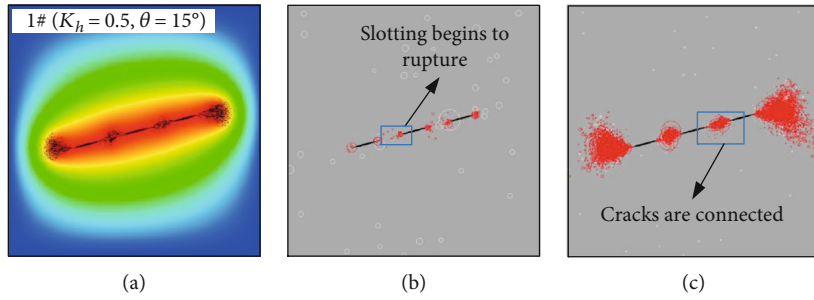 1# (K_h = 0.5, θ = 15°)
Slotting begins to
rupture
Cracks are connected
(a)
(b)
(c)